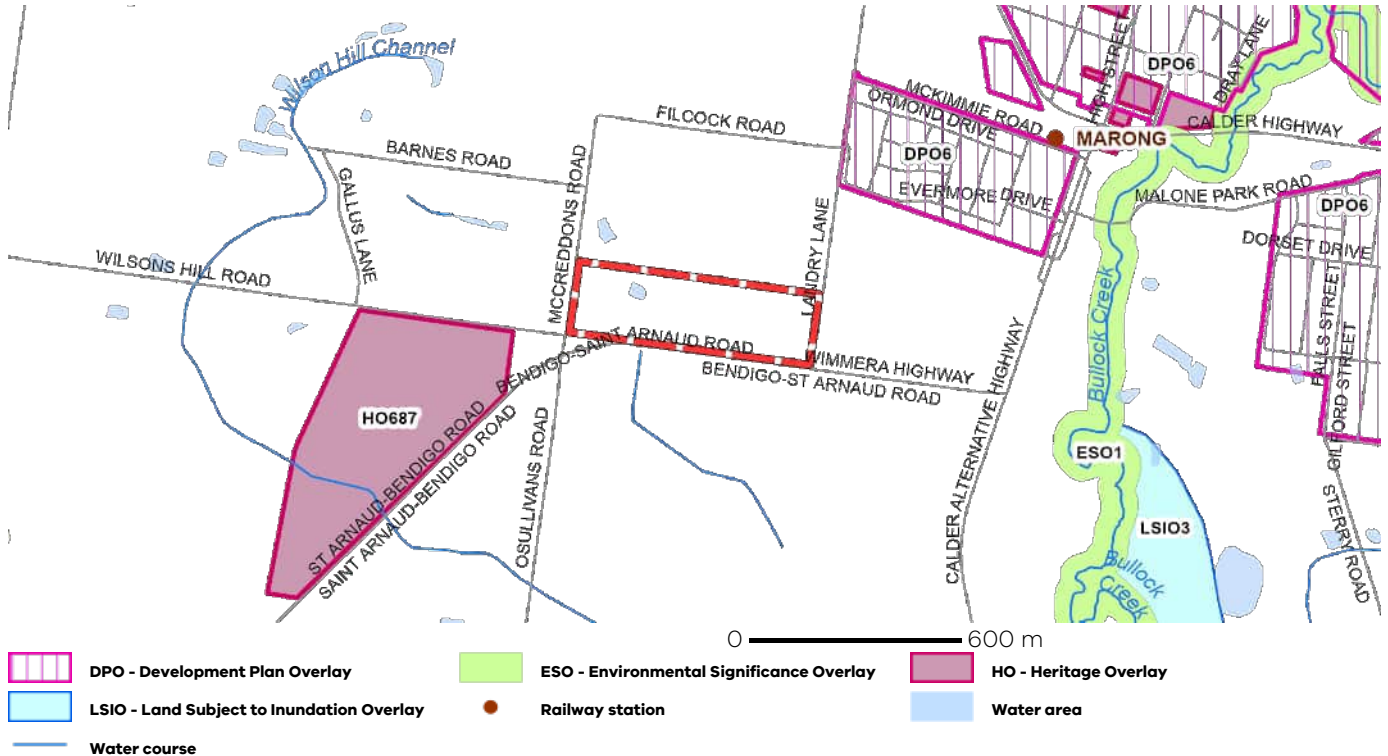 Wilson Hill Channel
HIGH STREET
DPO6
DRAY LANE
MCKIMMIE ROAD
ORMOND DRIVE
FILCOCK ROAD
CALDER HIGHWAY
MARONG
BARNES ROAD
DPO6
GALLUS LANE
MCCREDDONS ROAD
EVERMORE DRIVE
MALONE PARK ROAD
DPO6
LANDRY LANE
DORSET DRIVE
WILSONS HILL ROAD
Bullock Creek
FALLS STREET
BENDIGO-SAINT ARNAUD ROAD
WIMMERA HIGHWAY
BENDIGO-ST ARNAUD ROAD
CALDER ALTERNATIVE HIGHWAY
GILFORD STREET
HO687
ST ARNAUD-BENDIGO ROAD
SAINT ARNAUD-BENDIGO ROAD
OSULLIVANS ROAD
ESO1
LSIO3
STERRY ROAD
Bullock
Creek
0 600 m
DPO - Development Plan Overlay
ESO - Environmental Significance Overlay
HO - Heritage Overlay
LSIO - Land Subject to Inundation Overlay
Railway station
Water area
Water course